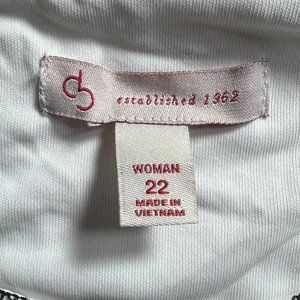 established 1962
WOMAN
22
MADE IN
VIETNAM